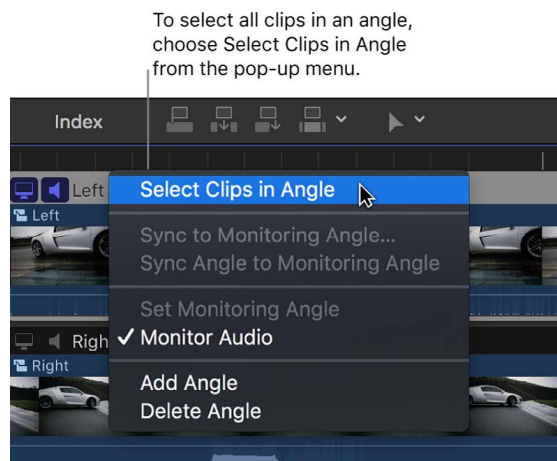 To select all clips in an angle,
choose Select Clips in Angle
from the pop-up menu.
Index
Left
Select Clips in Angle
Left
Sync to Monitoring Angle...
Sync Angle to Monitoring Angle
Set Monitoring Angle
Righ ✓ Monitor Audio
Right
Add Angle
Delete Angle